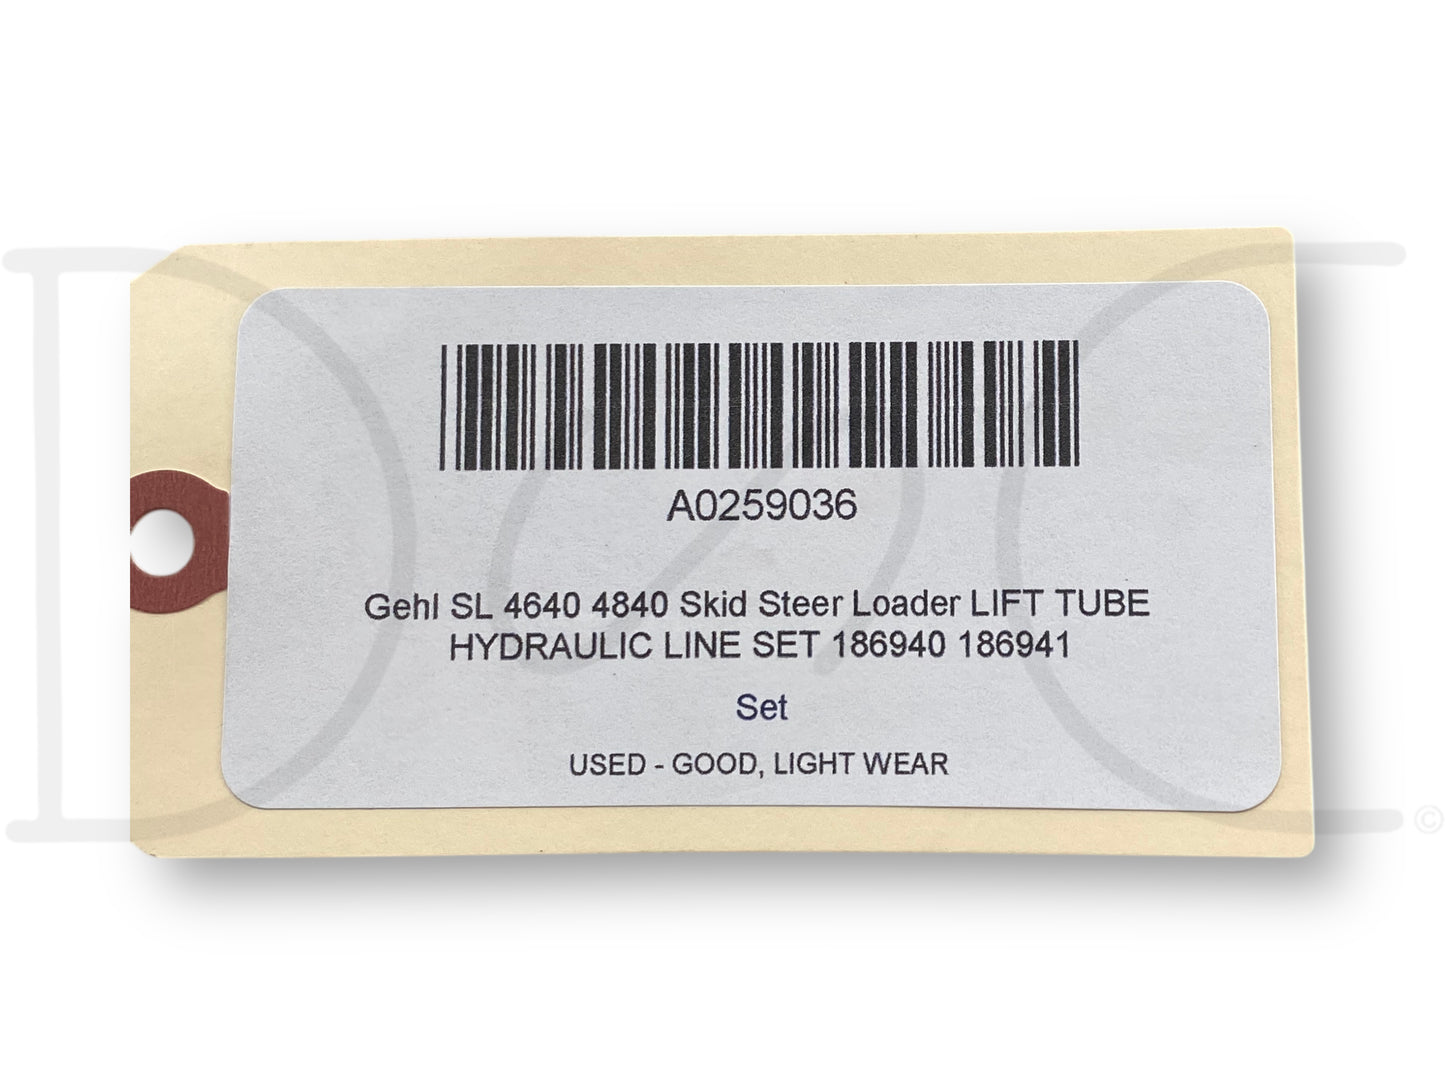 A0259036
Gehl SL 4640 4840 Skid Steer Loader LIFT TUBE
HYDRAULIC LINE SET 186940 186941
Set
USED - GOOD, LIGHT WEAR
©